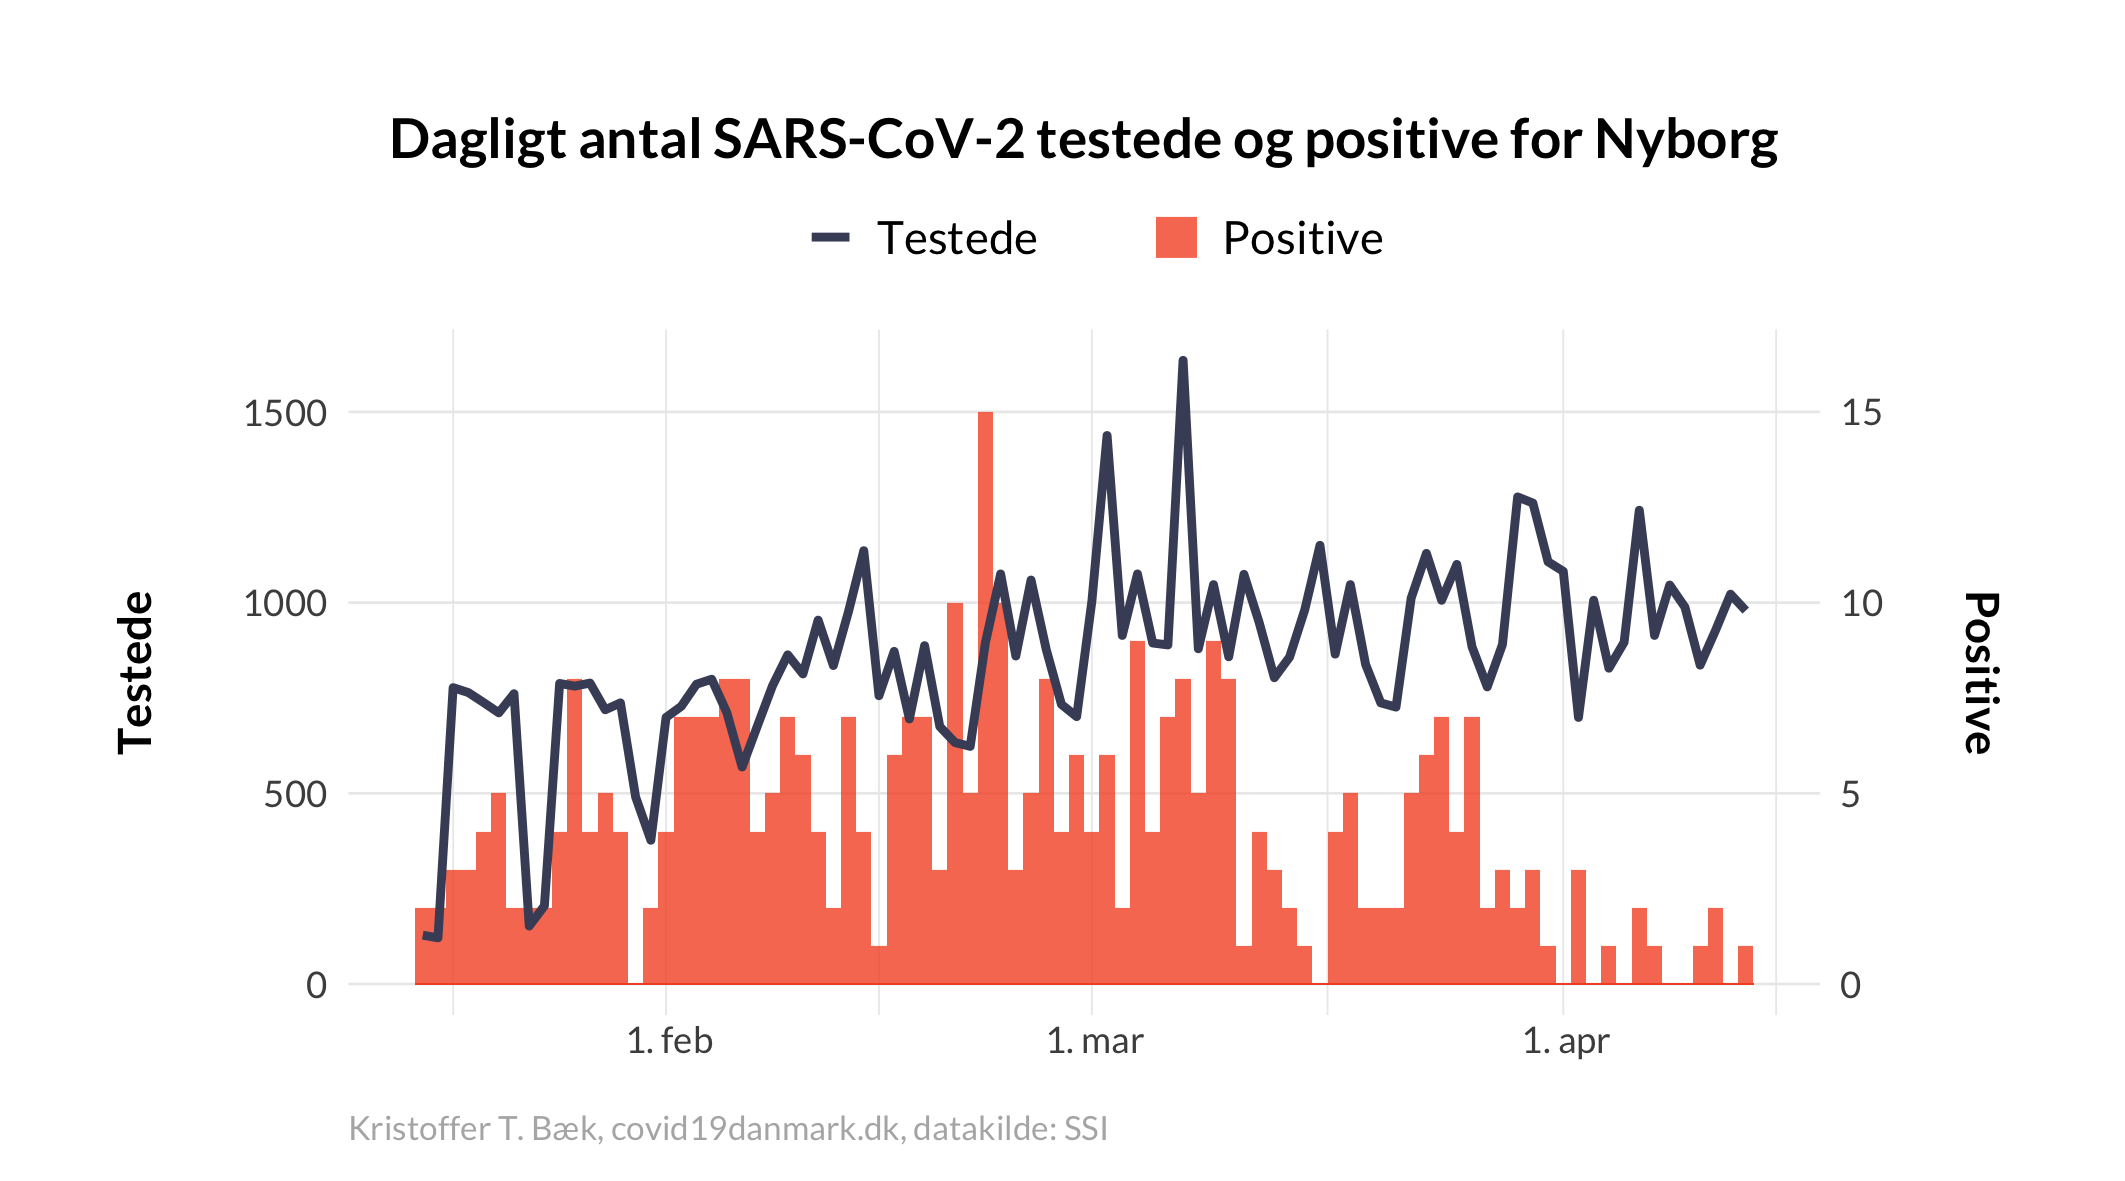 Dagligt antal SARS-CoV-2 testede og positive for Nyborg
Testede Positive
1500 15
1000 10
500 5
0 0
Testede
Positive
1. feb 1. mar 1. apr
Kristoffer T. Bæk, covid19danmark.dk, datakilde: SSI